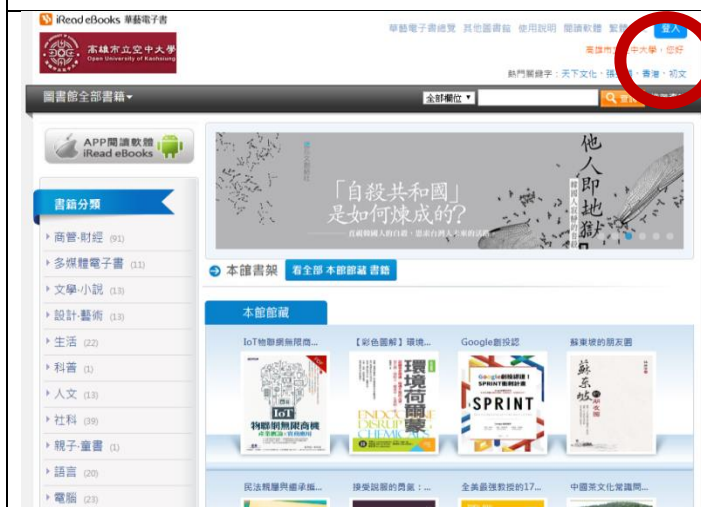 iRead eBooks 華藝電子書
華藝電子書總覽 其他圖書館 使用說明 閱讀軟體 登入
高雄市立空中大學
Open University of Kaohsiung
大學，您好
熱門關鍵字：天下文化、香港、初文
圖書館全部書籍▾
全部欄位 ▼
APP閱讀軟體
iRead eBooks
「自殺共和國」
是如何煉成的?
他人即地獄
書籍分類
商管‧財經 (91)
多媒體電子書 (11)
文學‧小說 (13)
設計‧藝術 (13)
生活 (22)
科普 (1)
人文 (13)
社科 (39)
親子‧童書 (1)
語言 (20)
電腦 (23)
本館書架 看全部 本館館藏 書籍
本館館藏
IoT物聯網無限商...
【彩色圖解】環境...
Google創投認
蘇東坡的朋友圈
IoT
物聯網無限商機
環境荷爾蒙
ENDOCRINE
DISRUPTING
CHEMICALS
SPRINT
蘇東坡
民法親屬與繼承編...
接受說服的勇氣：...
全美最強教授的17...
中國茶文化常識問...